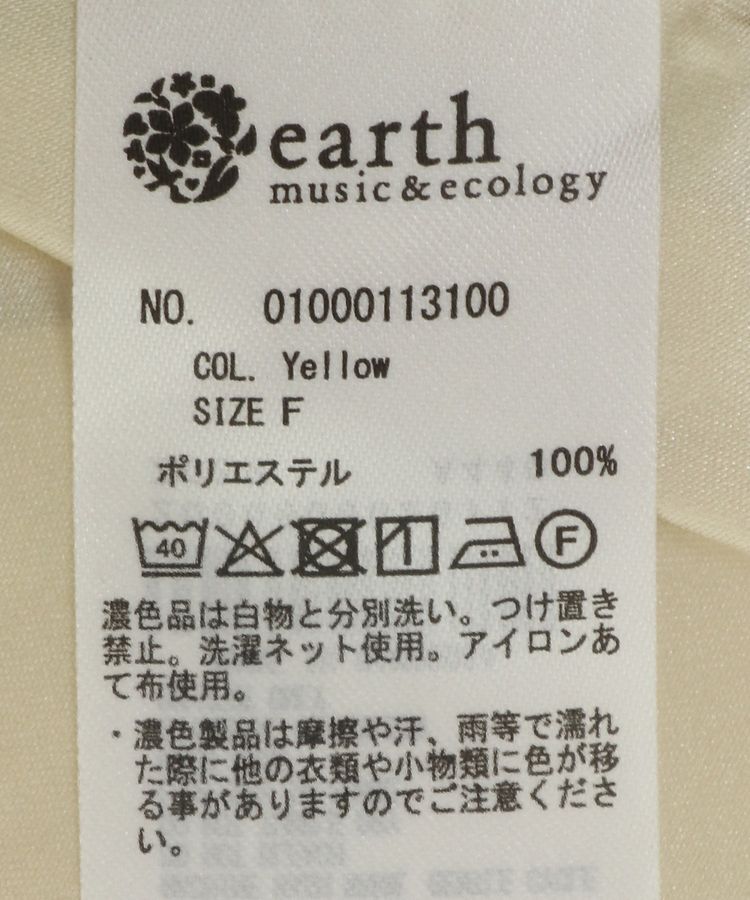 earth
music & ecology
NO. 01000113100
COL. Yellow
SIZE F
ポリエステル 100%
40 F
濃色品は白物と分別洗い。つけ置き
禁止。洗濯ネット使用。アイロンあ
て布使用。
・濃色製品は摩擦や汗、雨等で濡れ
た際に他の衣類や小物類に色が移
る事がありますのでご注意くださ
い。